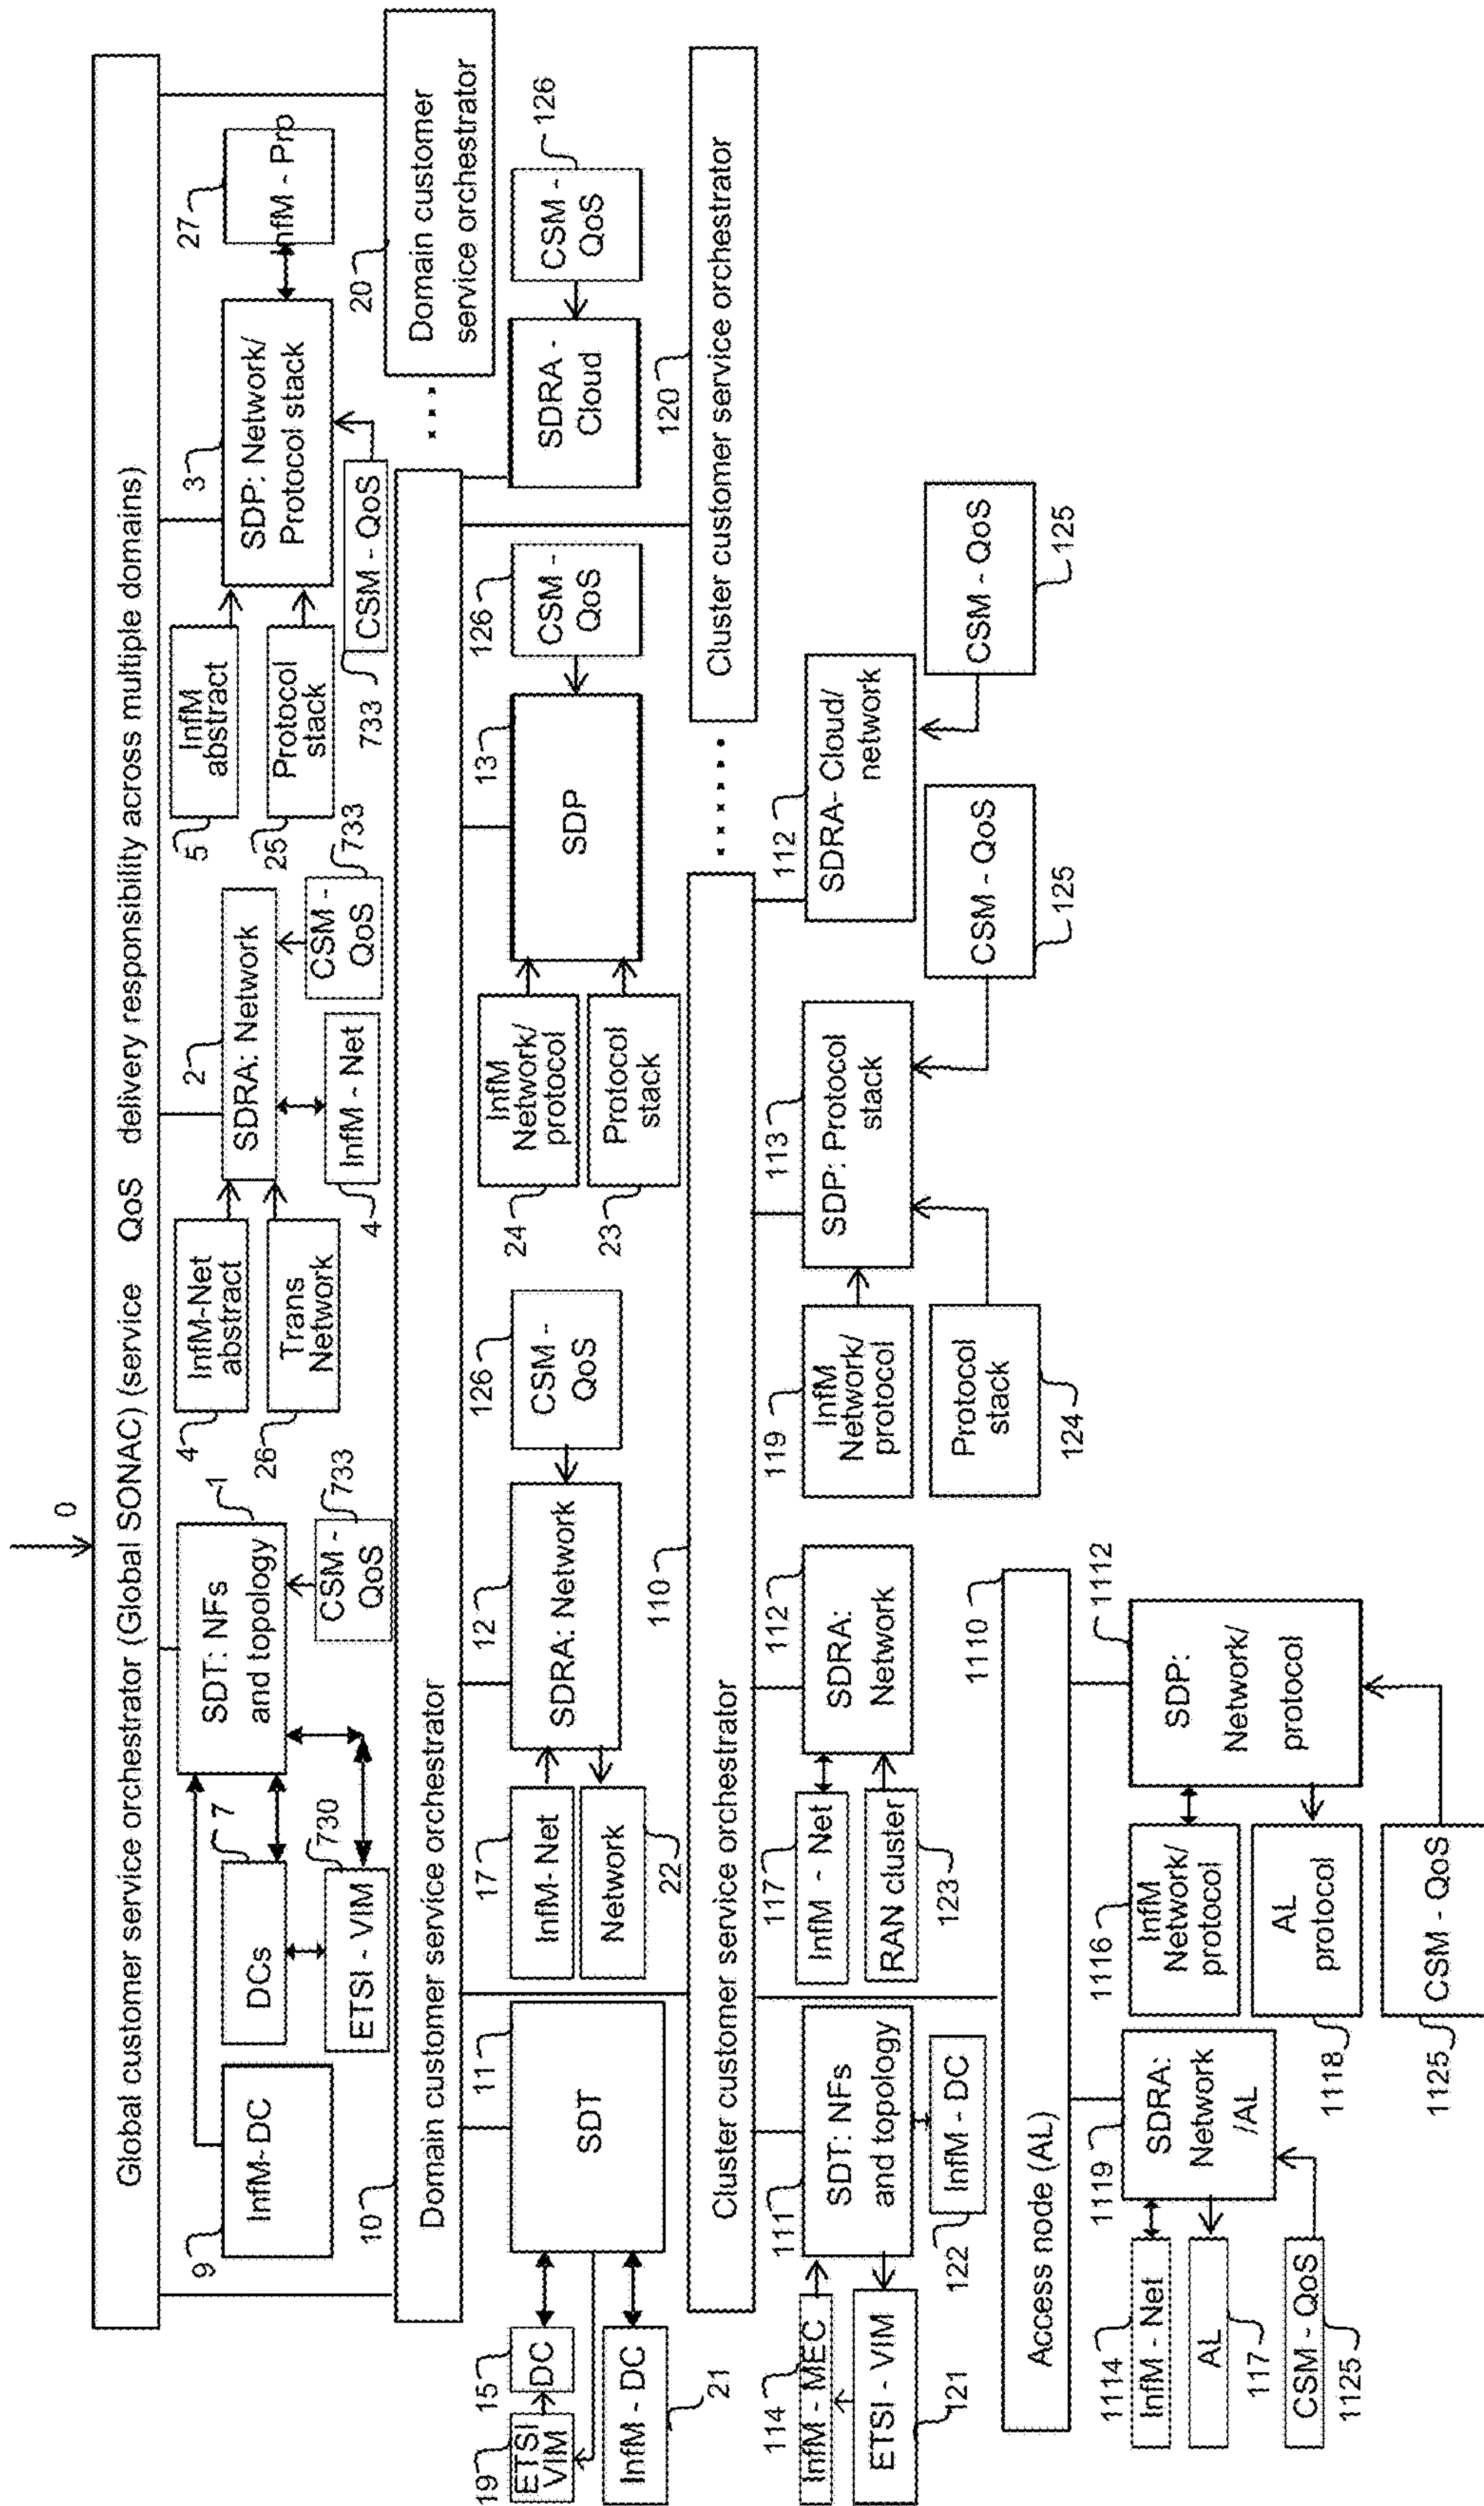 0
Global customer service orchestrator (Global SONAC) (service QoS delivery responsibility across multiple domains)
9
InfM-DC
7
DCs
730
ETSI - VIM
1
SDT: NFs
and topology
733
CSM -
QoS
4
InfM-Net
abstract
26
Trans
Network
2
SDRA: Network
4
InfM - Net
733
CSM -
QoS
5
InfM
abstract
25
Protocol
stack
3
SDP: Network/
Protocol stack
733
CSM - QoS
27
InfM - Pro
10
Domain customer service orchestrator
20
Domain customer
service orchestrator
19
ETSI
VIM
15
DC
21
InfM - DC
11
SDT
17
InfM-Net
22
Network
12
SDRA: Network
126
CSM -
QoS
24
InfM
Network/
protocol
23
Protocol
stack
13
SDP
126
CSM -
QoS
SDRA -
Cloud
126
CSM -
QoS
110
Cluster customer service orchestrator
120
Cluster customer service orchestrator
114
InfM - MEC
121
ETSI - VIM
111
SDT: NFs
and topology
122
InfM - DC
117
InfM - Net
123
RAN cluster
112
SDRA:
Network
119
InfM
Network/
protocol
124
Protocol
stack
113
SDP: Protocol
stack
125
CSM - QoS
112
SDRA- Cloud/
network
125
CSM - QoS
1110
Access node (AL)
1114
InfM - Net
117
AL
1125
CSM - QoS
1119
SDRA:
Network
/AL
1116
InfM
Network/
protocol
1118
AL
protocol
1125
CSM - QoS
1112
SDP:
Network/
protocol